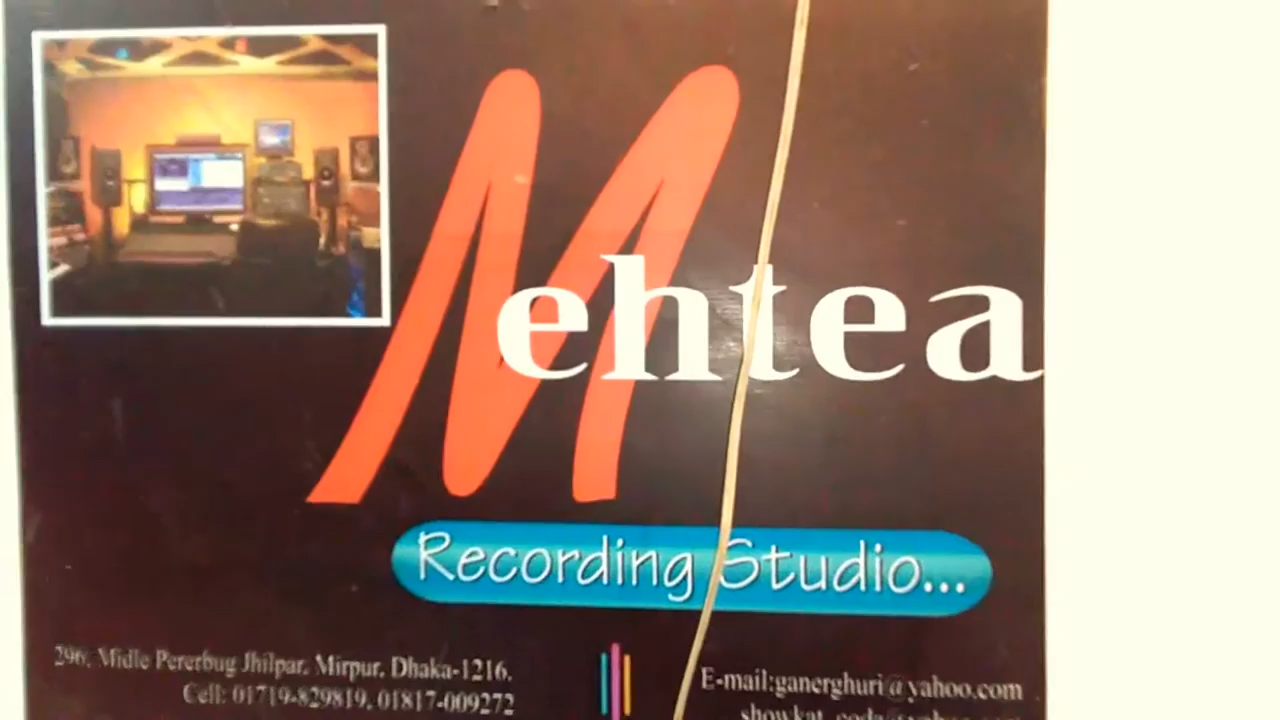 Mehtea
Recording Studio...
296, Midle Pererbug Jhilpar, Mirpur, Dhaka-1216.
Cell: 01719-829819, 01817-009272
E-mail:ganerghuri@yahoo.com